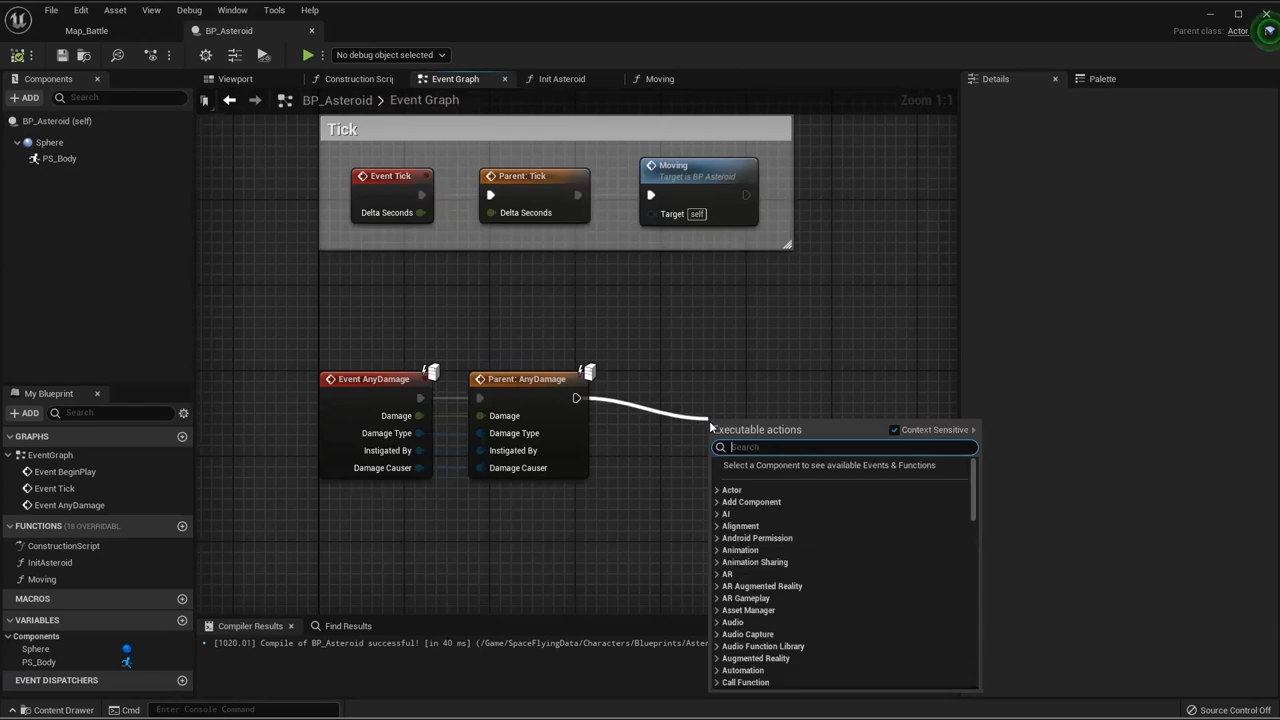 File Edit Asset View Debug Window Tools Help
Map_Battle BP_Asteroid Parent class: Actor
No debug object selected
Components Viewport Construction Scrip Event Graph Init Asteroid Moving Details Palette
ADD Search
BP_Asteroid > Event Graph Zoom 1:1
BP_Asteroid (self)
Sphere
PS_Body
Tick
Event Tick
Delta Seconds
Parent: Tick
Delta Seconds
Moving
Target is BP Asteroid
Target self
Event AnyDamage
Damage
Damage Type
Instigated By
Damage Causer
Parent: AnyDamage
Damage
Damage Type
Instigated By
Damage Causer
Executable actions Context Sensitive
Search
Select a Component to see available Events & Functions
Actor
Add Component
AI
Alignment
Android Permission
Animation
Animation Sharing
AR
AR Augmented Reality
AR Gameplay
Asset Manager
Audio
Audio Capture
Audio Function Library
Augmented Reality
Automation
Call Function
My Blueprint
ADD Search
GRAPHS
EventGraph
Event BeginPlay
Event Tick
Event AnyDamage
FUNCTIONS (18 OVERRIDABL
ConstructionScript
InitAsteroid
Moving
MACROS
VARIABLES
Components
Sphere
PS_Body
EVENT DISPATCHERS
Compiler Results Find Results
[1020.01] Compile of BP_Asteroid successful! [in 40 ms] (/Game/SpaceFlyingData/Characters/Blueprints/Aster
Content Drawer Cmd Enter Console Command Source Control Off